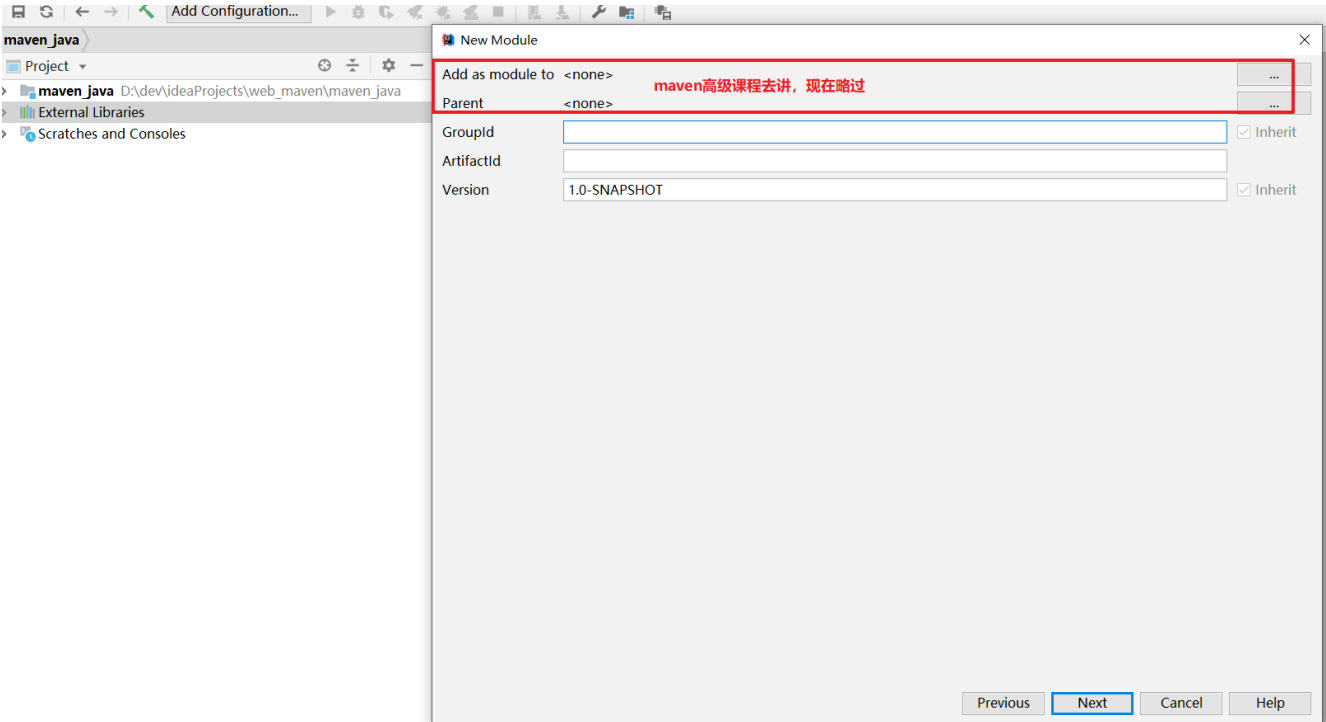 Add Configuration...
maven_java
Project
maven_java D:\dev\ideaProjects\web_maven\maven_java
External Libraries
Scratches and Consoles
New Module
Add as module to <none>
...
maven高级课程去讲，现在略过
Parent <none>
...
GroupId
Inherit
ArtifactId
Version 1.0-SNAPSHOT
Inherit
Previous
Next
Cancel
Help